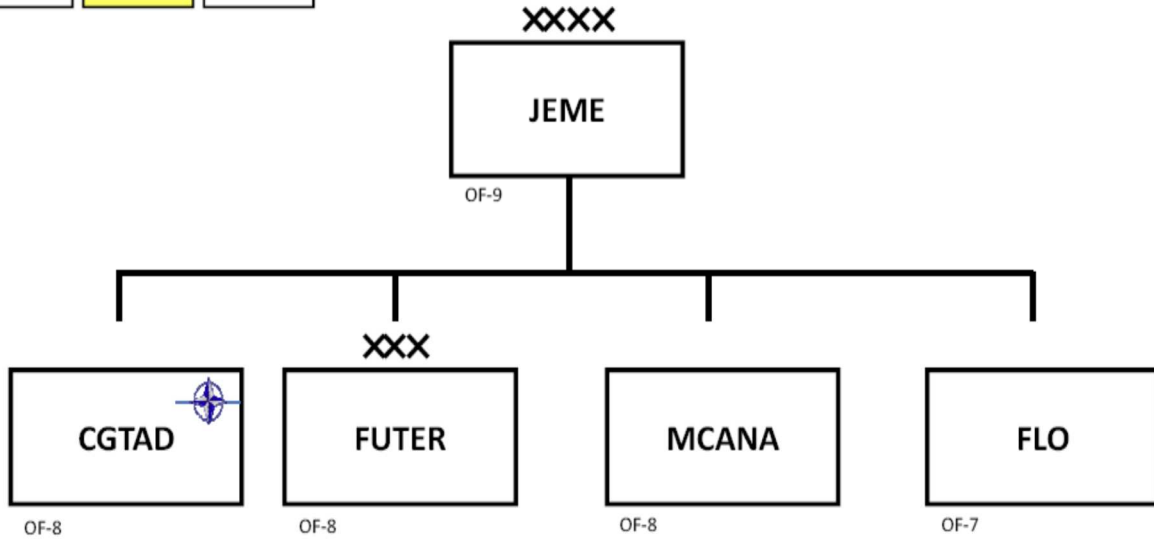 XXXX
JEME
OF-9
XXX
CGTAD
FUTER
MCANA
FLO
OF-8
OF-8
OF-8
OF-7